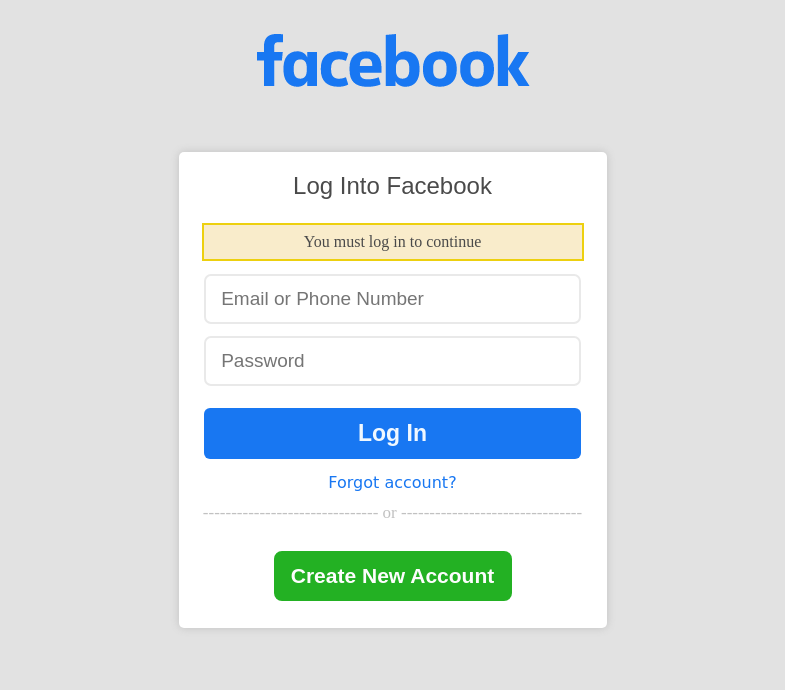 facebook
Log Into Facebook
You must log in to continue
Email or Phone Number
Password
Log In
Forgot account?
------------------------------- or --------------------------------
Create New Account